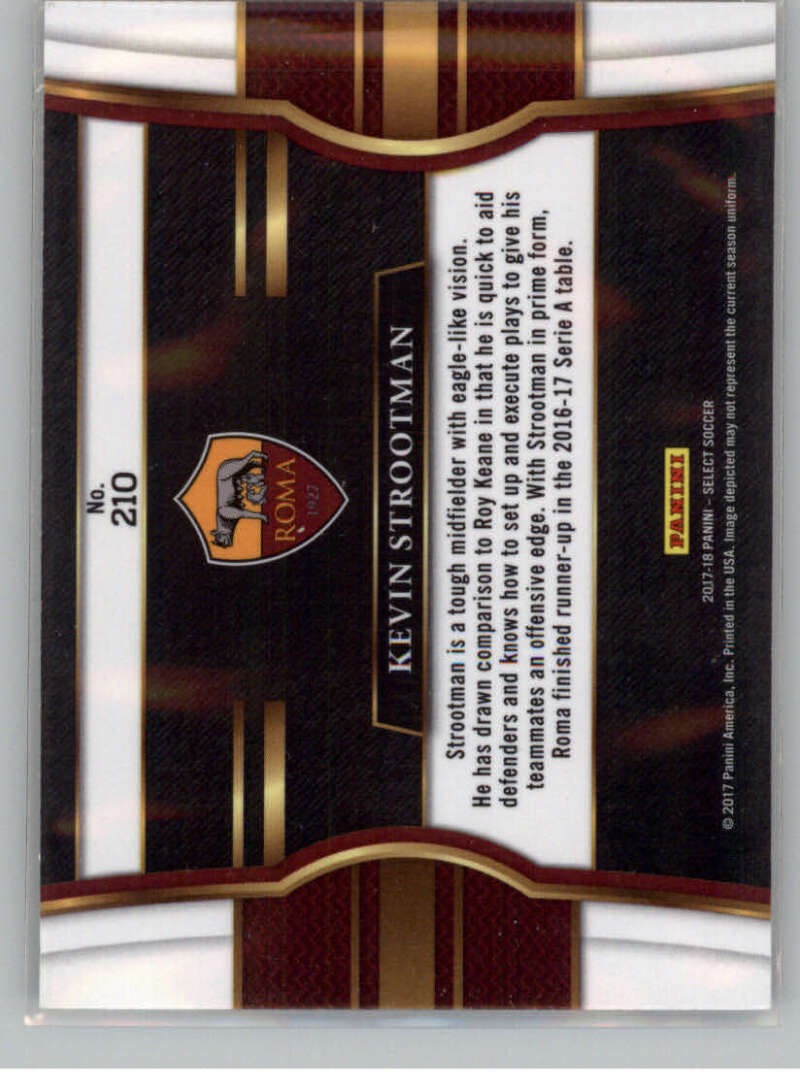 No.
210
ROMA
1927
KEVIN STROOTMAN
Strootman is a tough midfielder with eagle-like vision.
He has drawn comparison to Roy Keane in that he is quick to aid
defenders and knows how to set up and execute plays to give his
teammates an offensive edge. With Strootman in prime form,
Roma finished runner-up in the 2016-17 Serie A table.
PANINI
2017-18 PANINI - SELECT SOCCER
© 2017 Panini America, Inc. Printed in the USA. Image depicted may not represent the current season uniform.